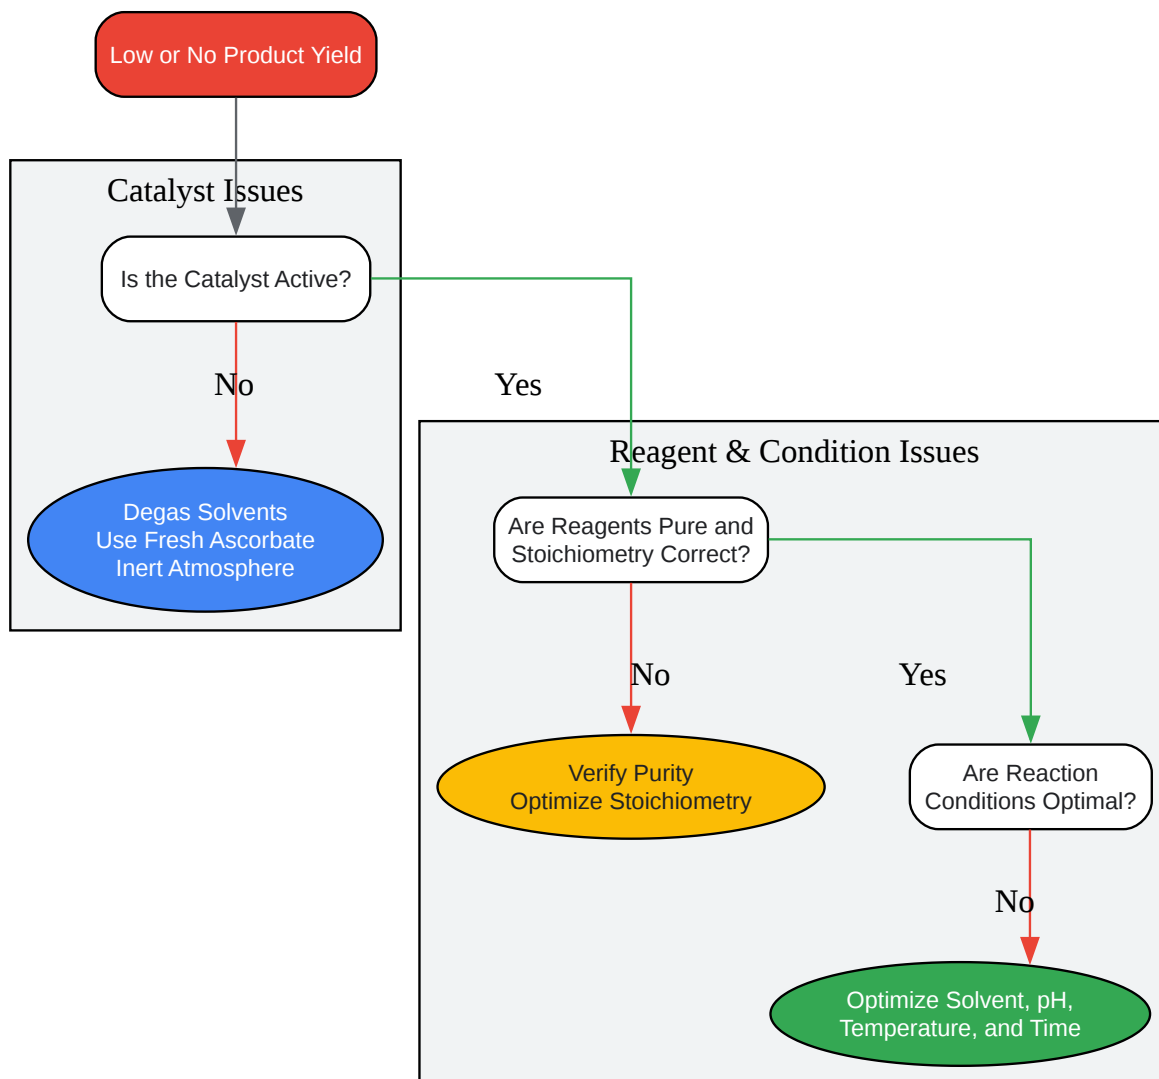 Low or No Product Yield
Catalyst Issues
Is the Catalyst Active?
No
Yes
Degas Solvents
Use Fresh Ascorbate
Inert Atmosphere
Reagent & Condition Issues
Are Reagents Pure and
Stoichiometry Correct?
No
Yes
Verify Purity
Optimize Stoichiometry
Are Reaction
Conditions Optimal?
No
Optimize Solvent, pH,
Temperature, and Time